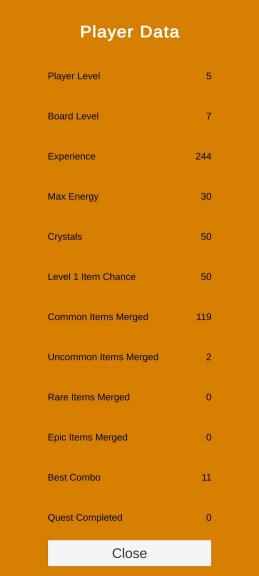 Player Data
Player Level 5
Board Level 7
Experience 244
Max Energy 30
Crystals 50
Level 1 Item Chance 50
Common Items Merged 119
Uncommon Items Merged 2
Rare Items Merged 0
Epic Items Merged 0
Best Combo 11
Quest Completed 0
Close